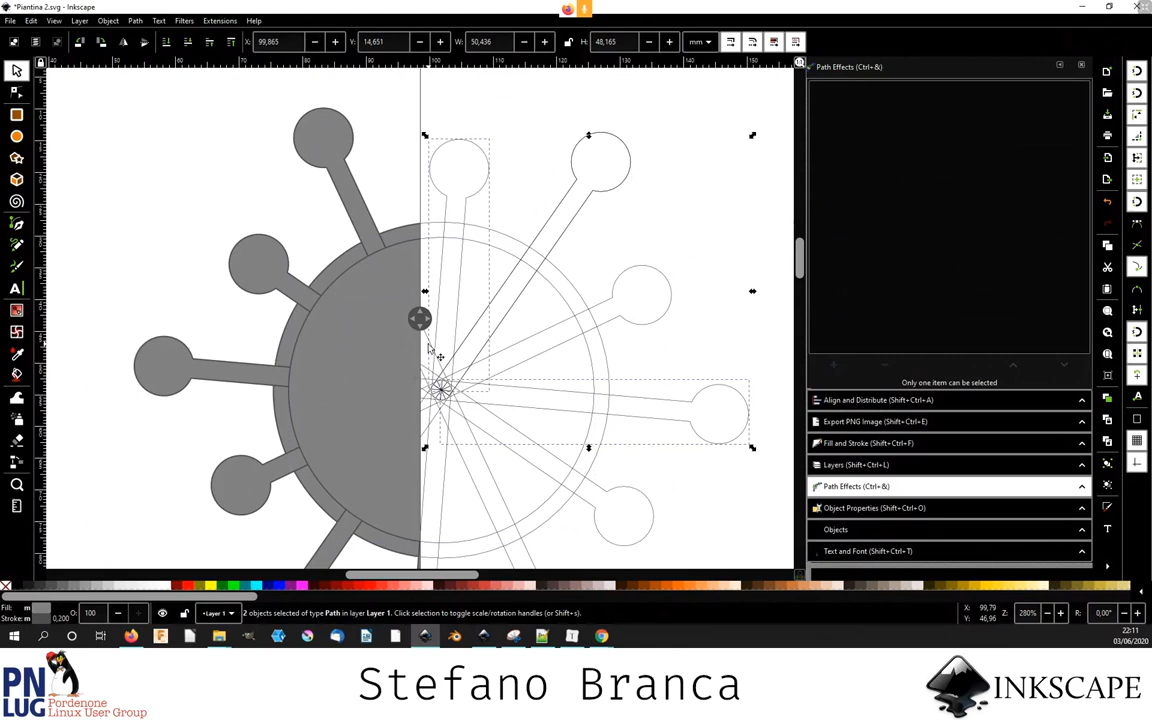 *Piantina 2.svg - Inkscape
File Edit View Layer Object Path Text Filters Extensions Help
X: 99,865 Y: 14,651 W: 50,436 H: 48,165 mm
Path Effects (Ctrl+&)
Only one item can be selected
Align and Distribute (Shift+Ctrl+A)
Export PNG Image (Shift+Ctrl+E)
Fill and Stroke (Shift+Ctrl+F)
Layers (Shift+Ctrl+L)
Path Effects (Ctrl+&)
Object Properties (Shift+Ctrl+O)
Objects
Text and Font (Shift+Ctrl+T)
Fill: m O: 100 Layer 1 2 objects selected of type Path in layer Layer 1. Click selection to toggle scale/rotation handles (or Shift+s). X: 99,79 Z: 280% R: 0,00°
Stroke: m 0,200 Y: 46,96
22:11
03/06/2020
PN
LUG
Pordenone
Linux User Group
Stefano Branca
INKSCAPE